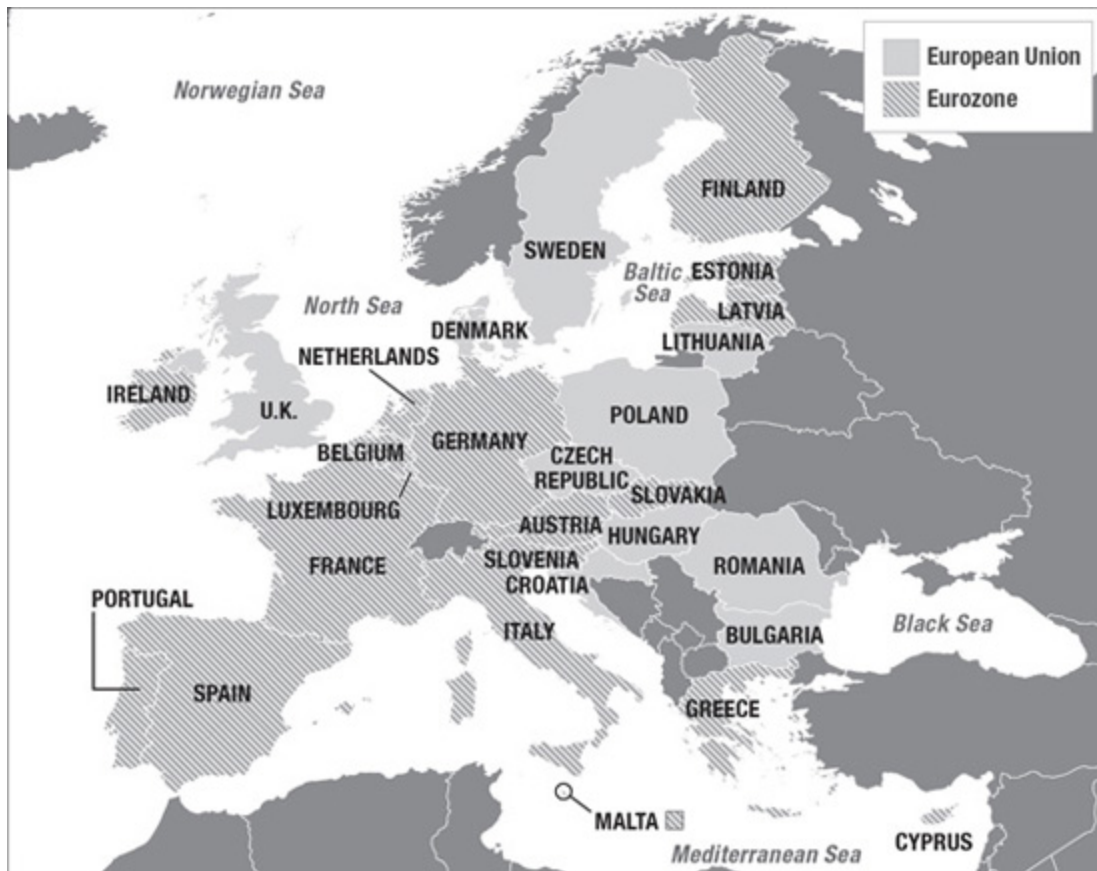 European Union
Eurozone
Norwegian Sea
FINLAND
SWEDEN
Baltic
Sea
ESTONIA
LATVIA
LITHUANIA
North Sea
DENMARK
NETHERLANDS
IRELAND
U.K.
POLAND
BELGIUM
GERMANY
CZECH
REPUBLIC
SLOVAKIA
LUXEMBOURG
AUSTRIA
HUNGARY
FRANCE
SLOVENIA
ROMANIA
CROATIA
PORTUGAL
ITALY
BULGARIA
Black Sea
SPAIN
GREECE
MALTA
CYPRUS
Mediterranean Sea